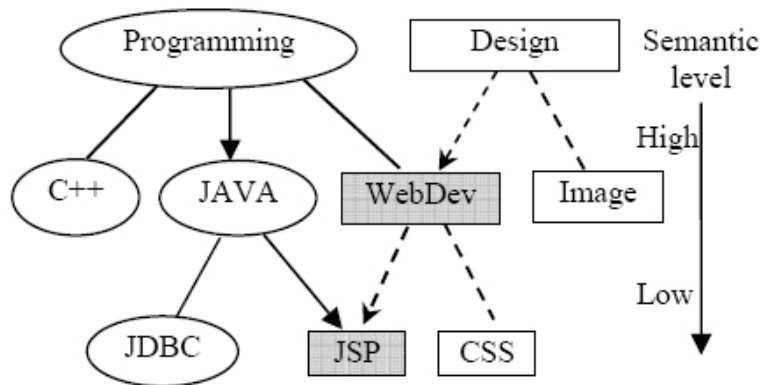 Programming
Design
Semantic
level
High
C++
JAVA
WebDev
Image
Low
JDBC
JSP
CSS